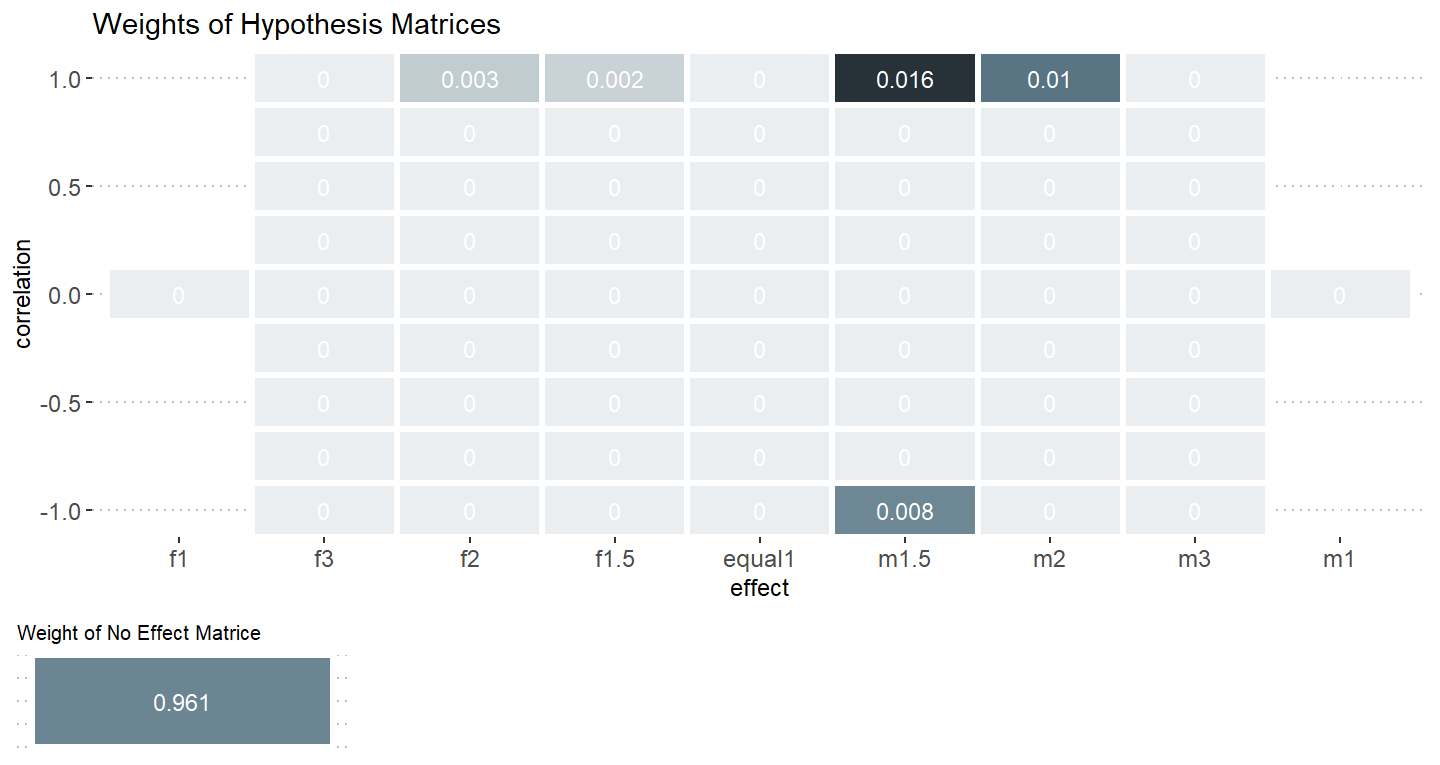 Weights of Hypothesis Matrices
1.0 0 0.003 0.002 0 0.016 0.01 0
0 0 0 0 0 0 0
0.5 0 0 0 0 0 0 0
0 0 0 0 0 0 0
0.0 0 0 0 0 0 0 0 0 0
0 0 0 0 0 0 0
-0.5 0 0 0 0 0 0 0
0 0 0 0 0 0 0
-1.0 0 0 0 0 0.008 0 0
correlation
f1 f3 f2 f1.5 equal1 m1.5 m2 m3 m1
effect
Weight of No Effect Matrice
0.961